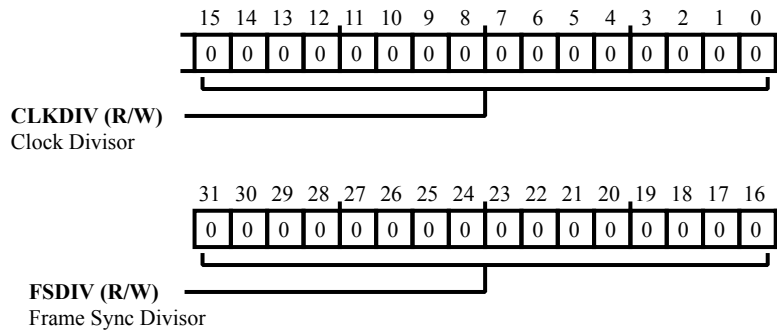 15 14 13 12 11 10 9 8 7 6 5 4 3 2 1 0
0 0 0 0 0 0 0 0 0 0 0 0 0 0 0 0
CLKDIV (R/W)
Clock Divisor
31 30 29 28 27 26 25 24 23 22 21 20 19 18 17 16
0 0 0 0 0 0 0 0 0 0 0 0 0 0 0 0
FSDIV (R/W)
Frame Sync Divisor